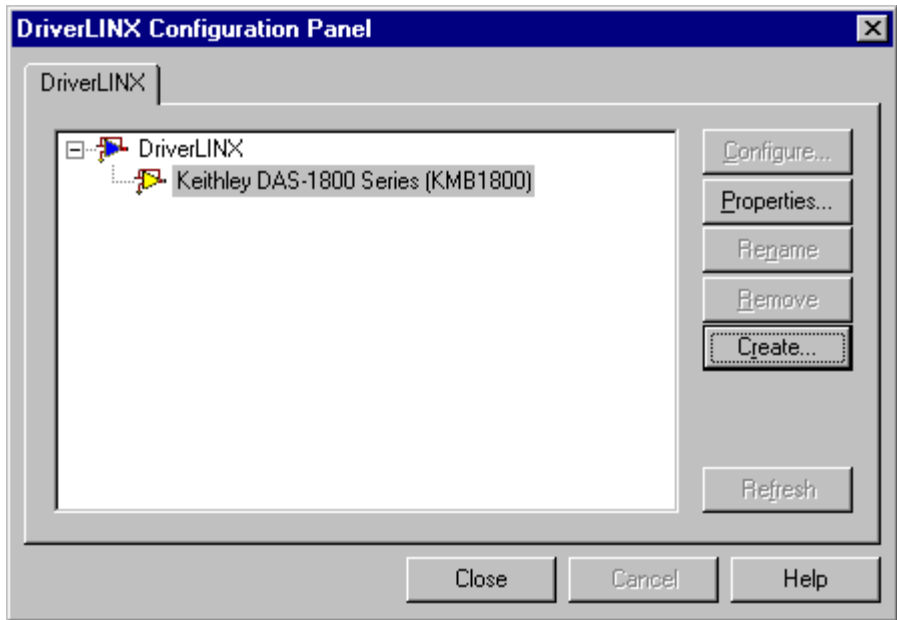 DriverLINX Configuration Panel
DriverLINX
DriverLINX
Keithley DAS-1800 Series (KMB1800)
Configure...
Properties...
Rename
Remove
Create...
Refresh
Close
Cancel
Help